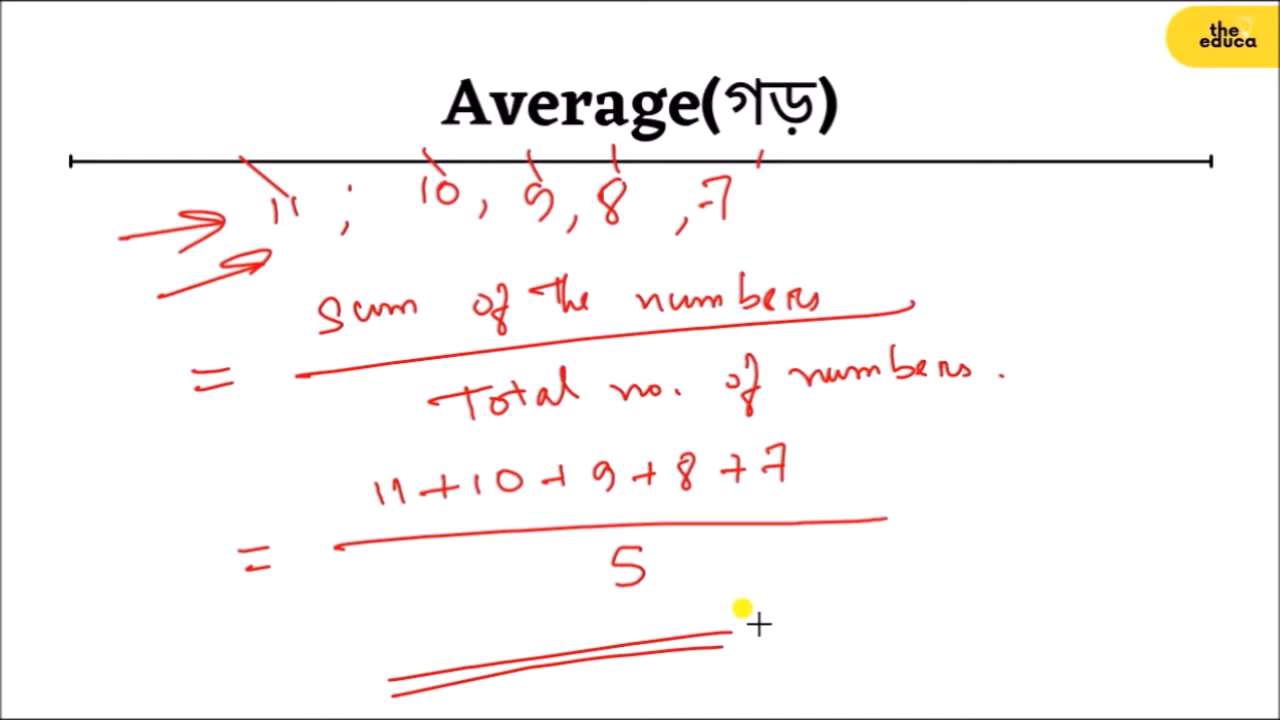 the
educa
Average(গড়)
11 ; 10, 9, 8 , 7
= Sum of the numbers
Total no. of numbers.
= 11+10+9+8+7
5